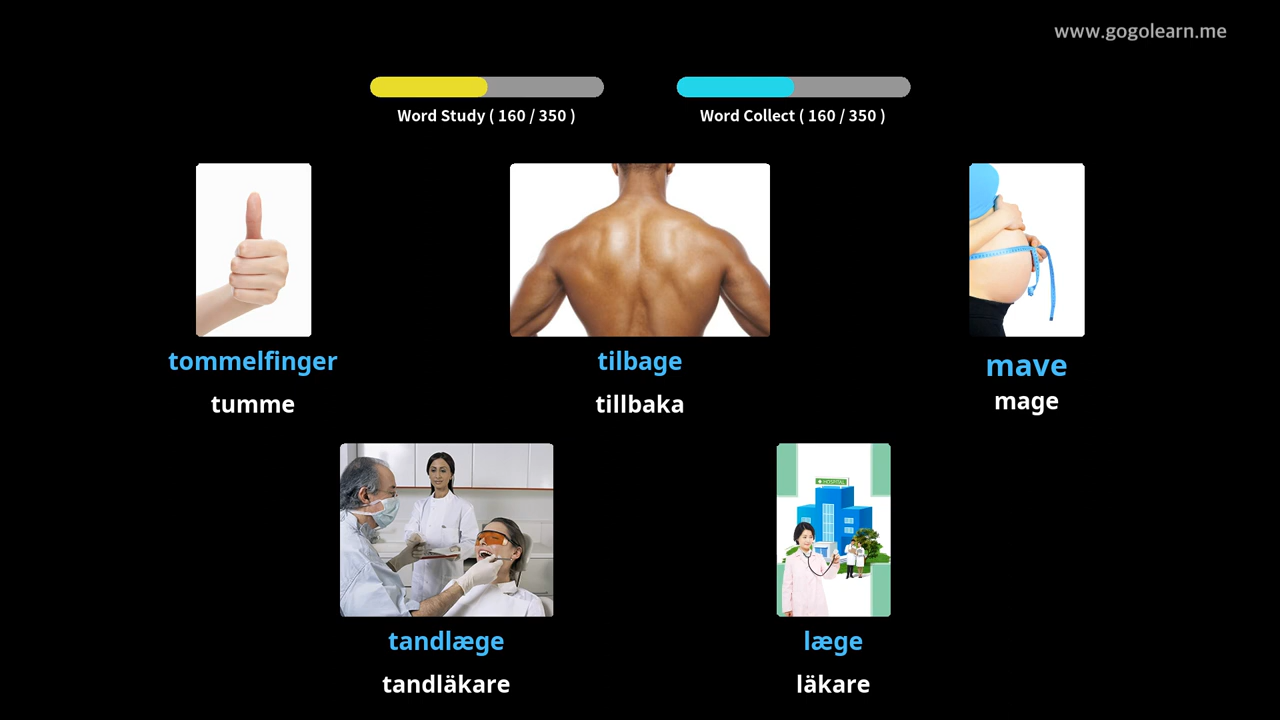 www.gogolearn.me
Word Study ( 160 / 350 )
Word Collect ( 160 / 350 )
tommelfinger
tilbage
mave
tumme
tillbaka
mage
HOSPITAL
tandlæge
læge
tandläkare
läkare